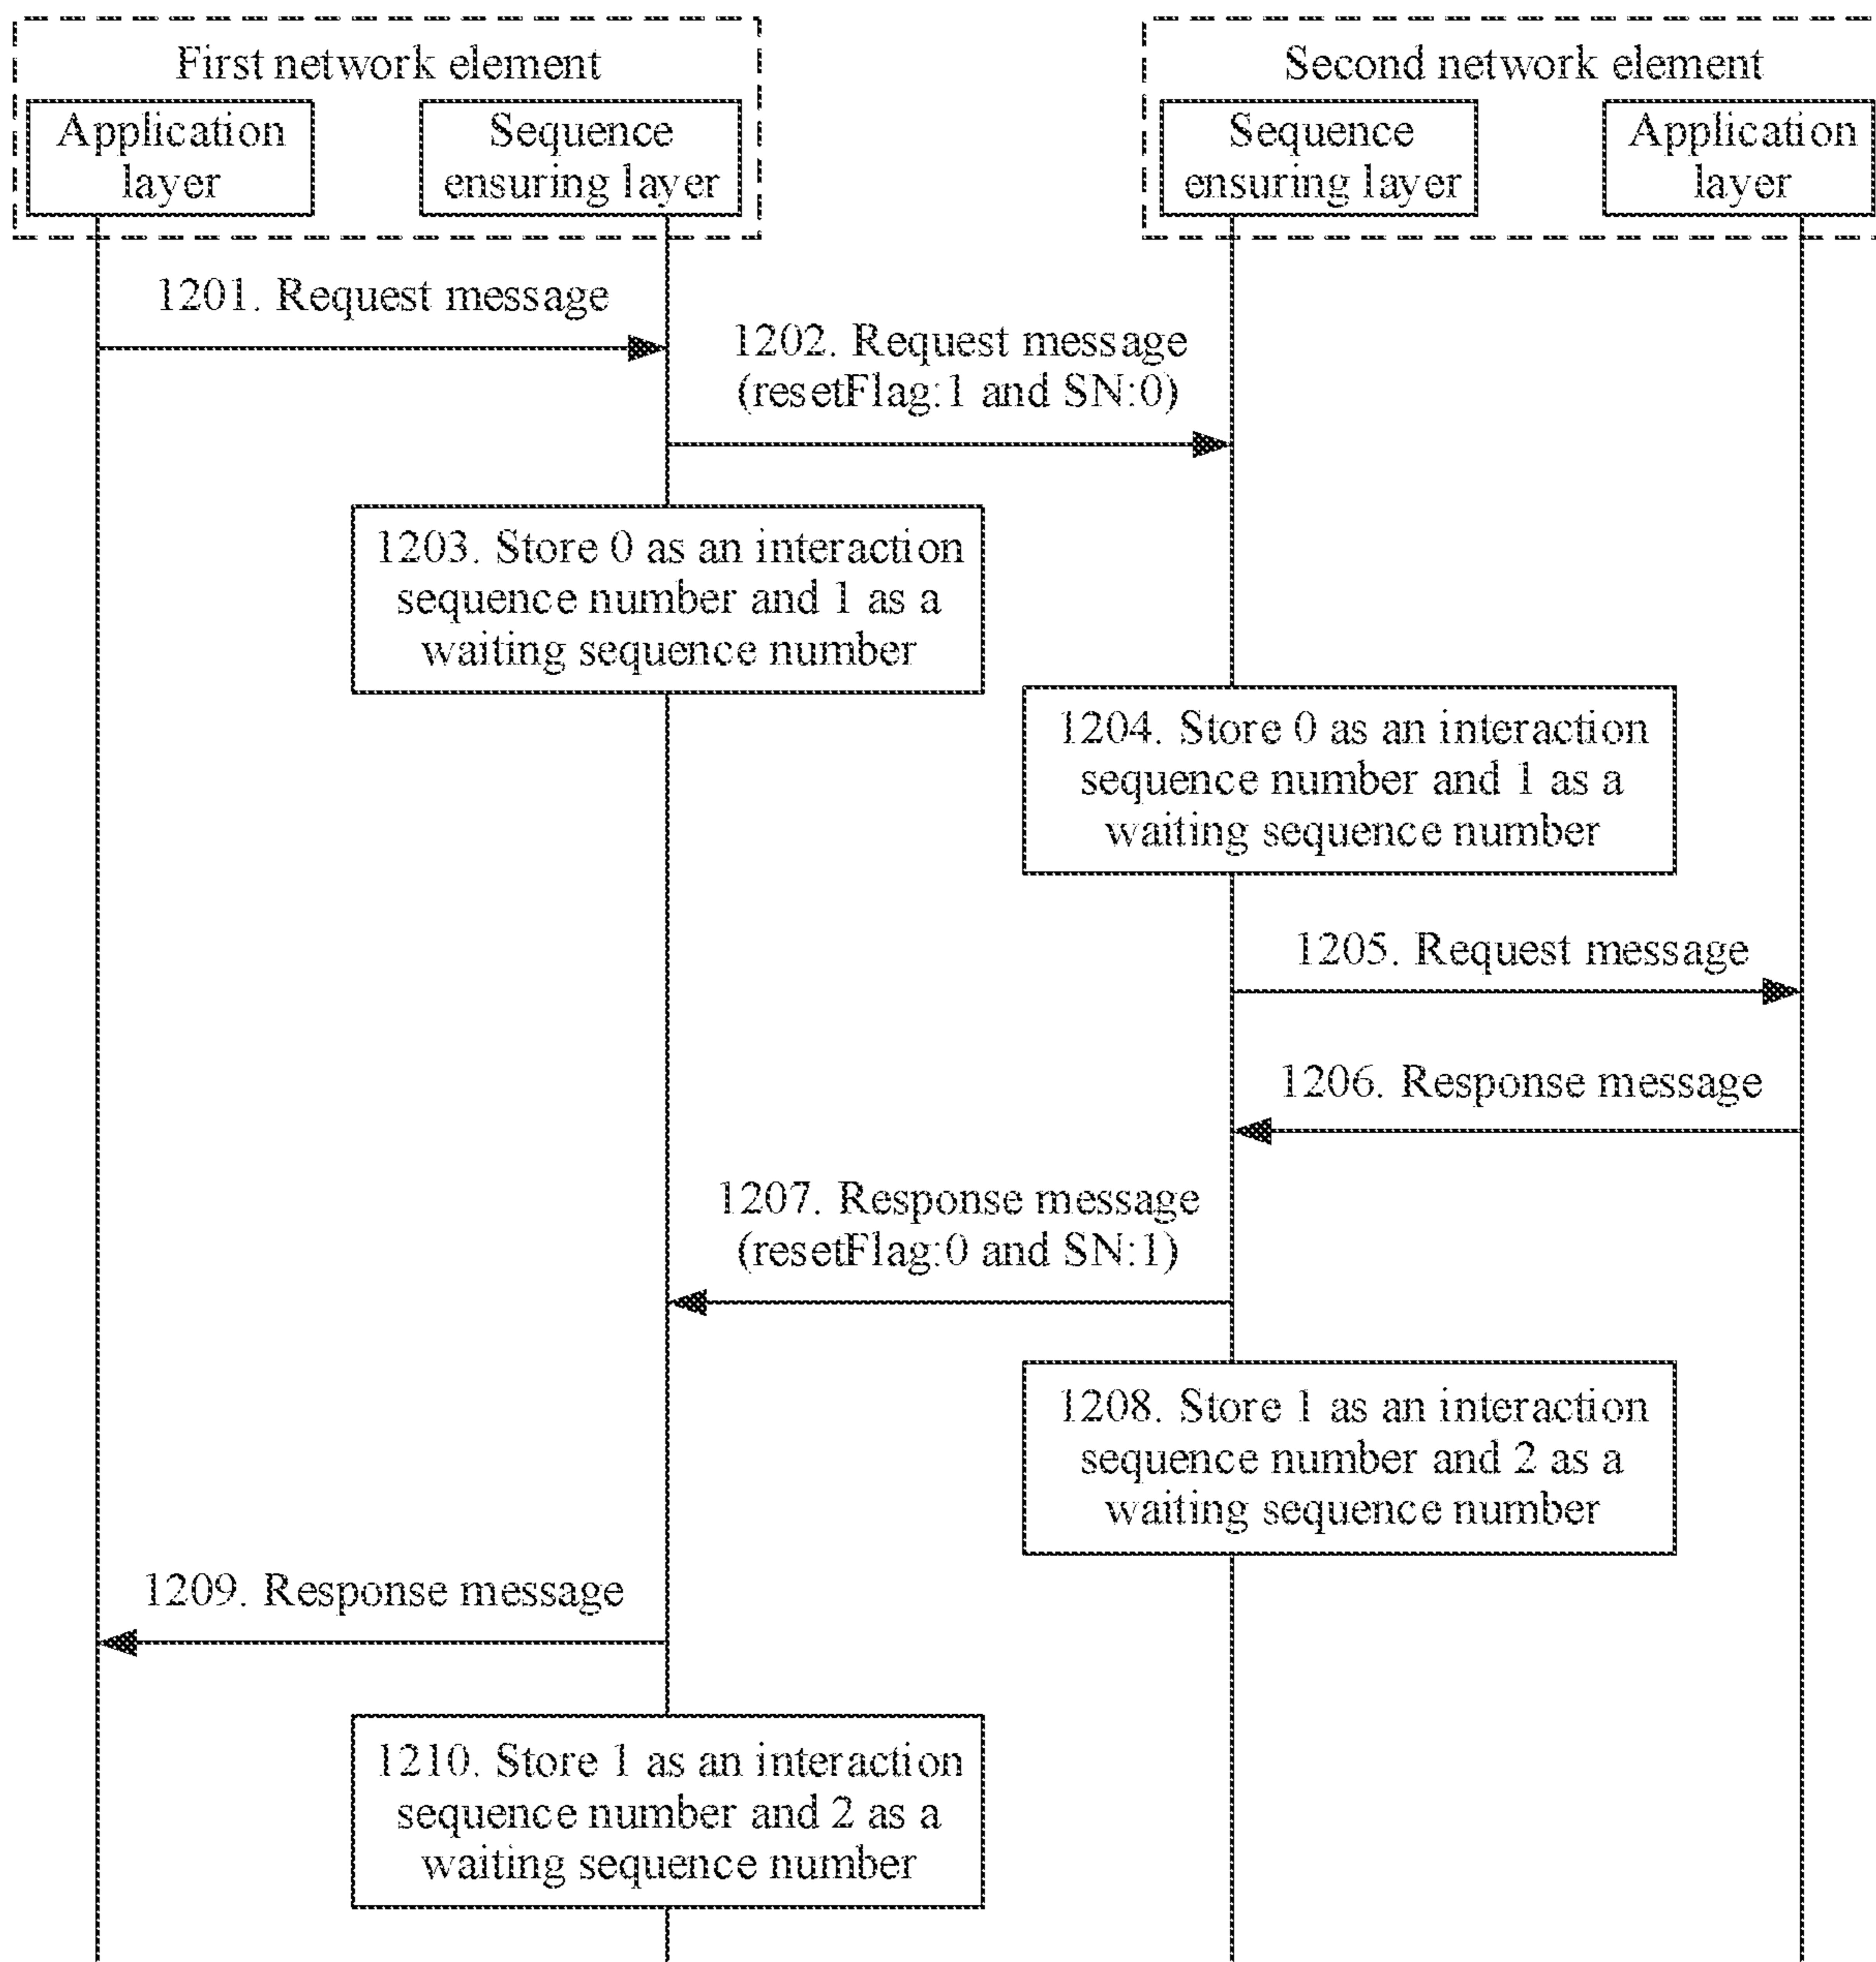 First network element
Second network element
Application
layer
Sequence
ensuring layer
Sequence
ensuring layer
Application
layer
1201. Request message
1202. Request message
(resetFlag:1 and SN:0)
1203. Store 0 as an interaction
sequence number and 1 as a
waiting sequence number
1204. Store 0 as an interaction
sequence number and 1 as a
waiting sequence number
1205. Request message
1206. Response message
1207. Response message
(resetFlag:0 and SN:1)
1208. Store 1 as an interaction
sequence number and 2 as a
waiting sequence number
1209. Response message
1210. Store 1 as an interaction
sequence number and 2 as a
waiting sequence number